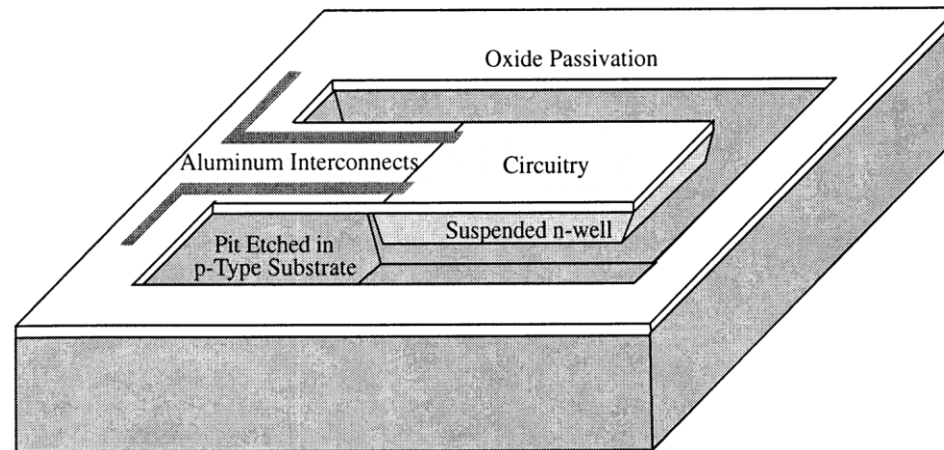 Oxide Passivation
Aluminum Interconnects
Circuitry
Suspended n-well
Pit Etched in
p-Type Substrate